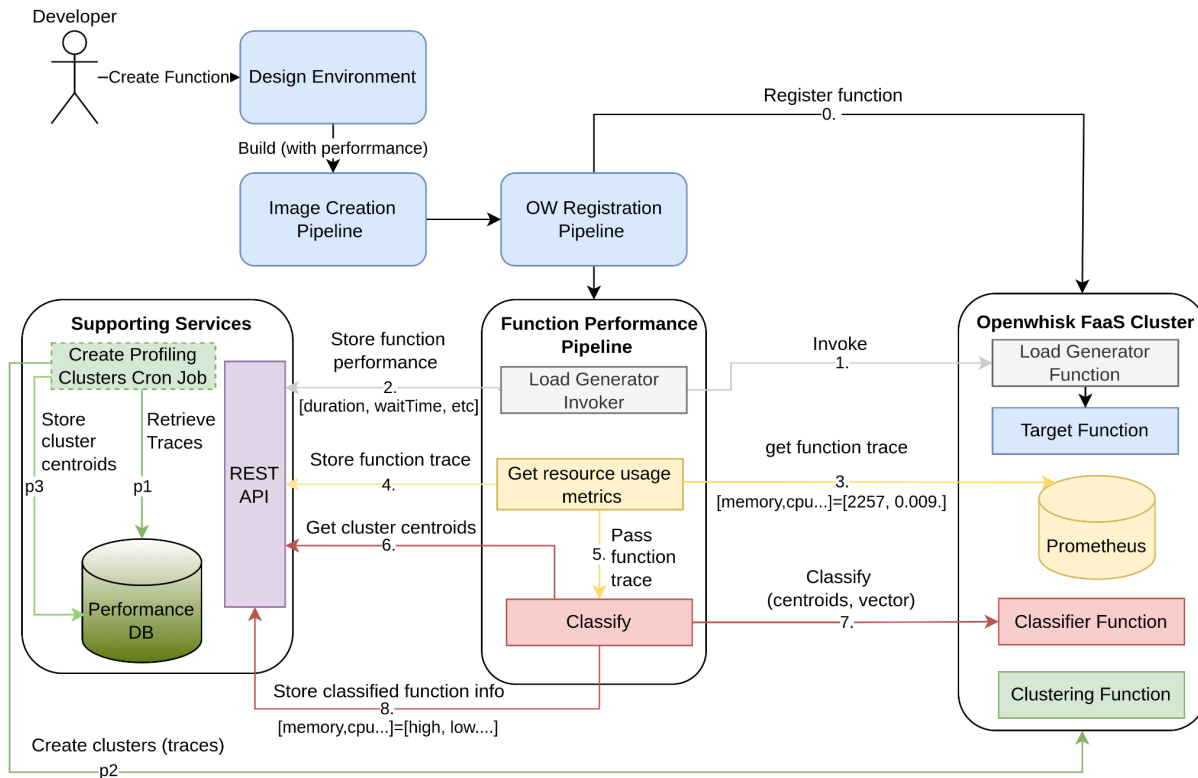 Developer
Create Function
Design Environment
Build (with perforrmance)
Image Creation
Pipeline
OW Registration
Pipeline
Register function
0.
Supporting Services
Create Profiling
Clusters Cron Job
Store
cluster
centroids
p3
Retrieve
Traces
p1
REST
API
Performance
DB
Store function
performance
2.
[duration, waitTime, etc]
Store function trace
4.
Get cluster centroids
6.
Store classified function info
8.
[memory,cpu...]=[high, low....]
Create clusters (traces)
p2
Function Performance
Pipeline
Load Generator
Invoker
Get resource usage
metrics
5.
Pass
function
trace
Classify
Invoke
1.
get function trace
3.
[memory,cpu...]=[2257, 0.009.]
Classify
(centroids, vector)
7.
Openwhisk FaaS Cluster
Load Generator
Function
Target Function
Prometheus
Classifier Function
Clustering Function